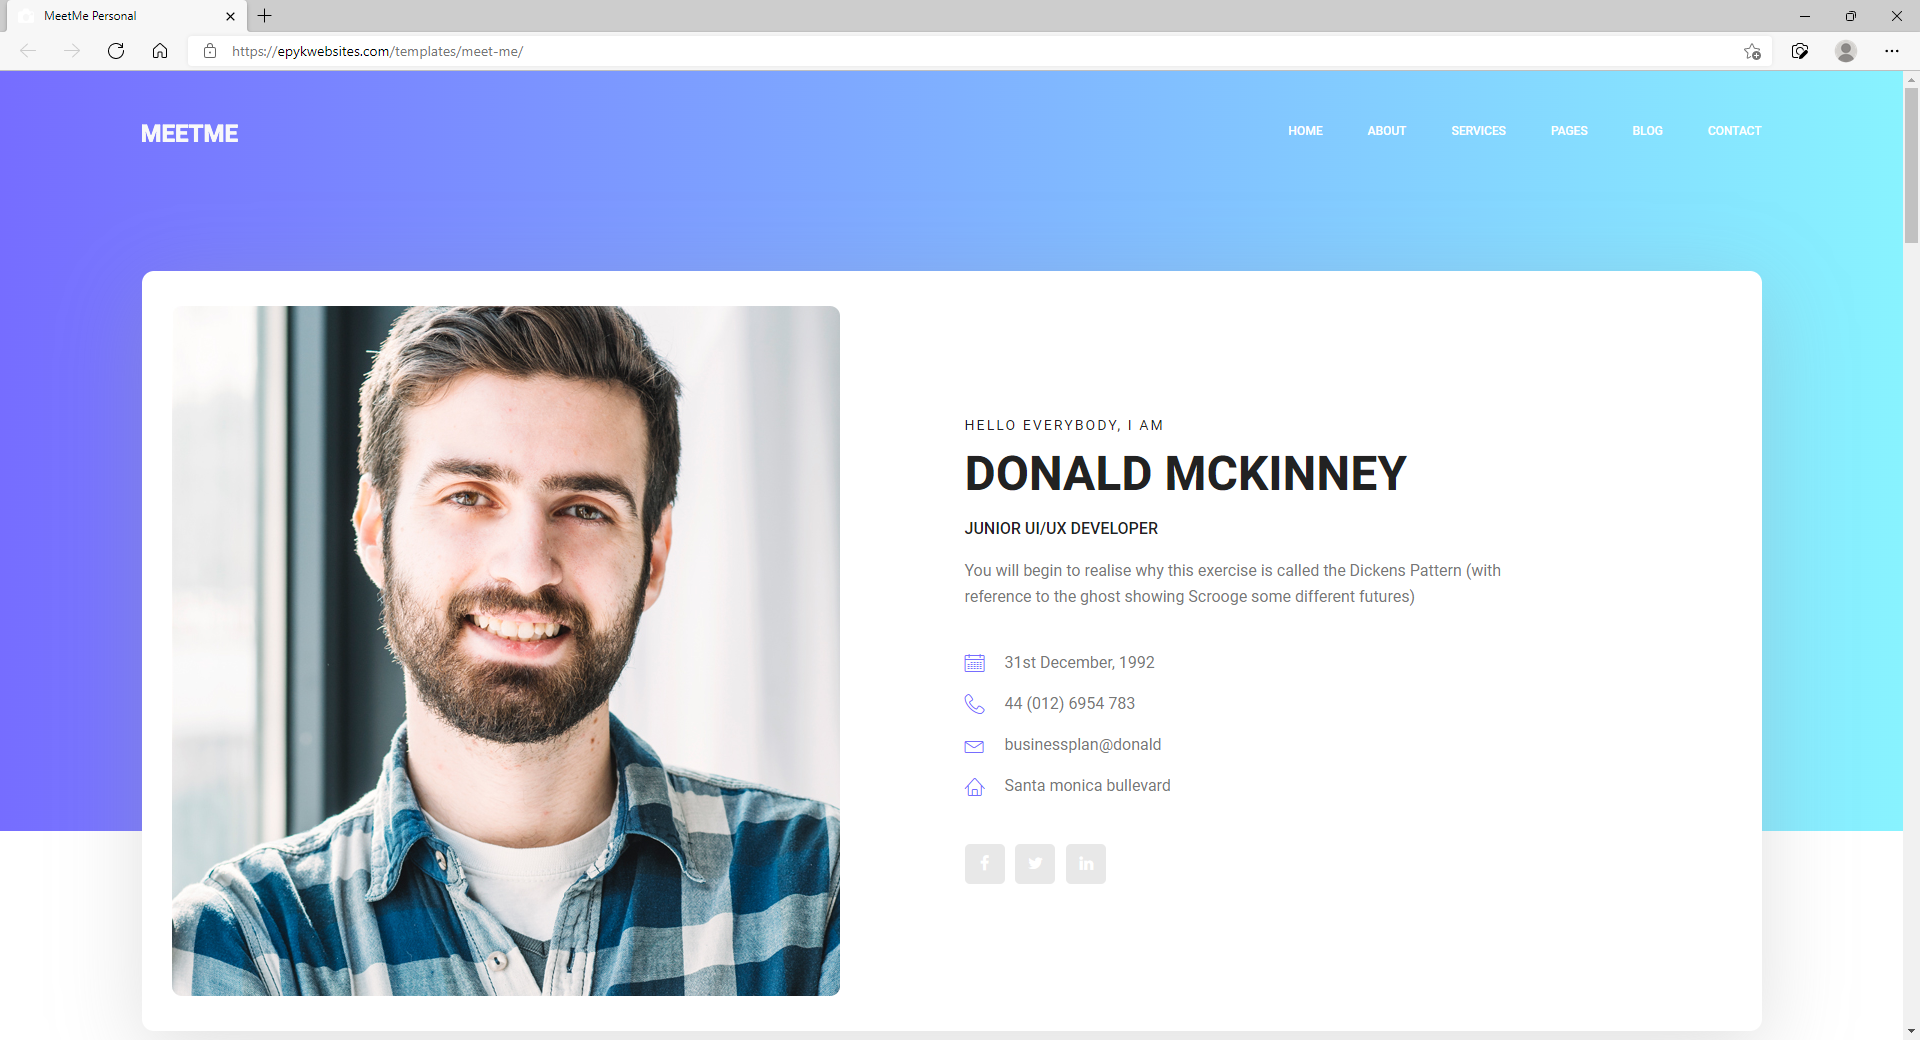 MeetMe Personal
https://epykwebsites.com/templates/meet-me/
MEETME
HOME ABOUT SERVICES PAGES BLOG CONTACT
HELLO EVERYBODY, I AM
DONALD MCKINNEY
JUNIOR UI/UX DEVELOPER
You will begin to realise why this exercise is called the Dickens Pattern (with
reference to the ghost showing Scrooge some different futures)
31st December, 1992
44 (012) 6954 783
businessplan@donald
Santa monica bullevard